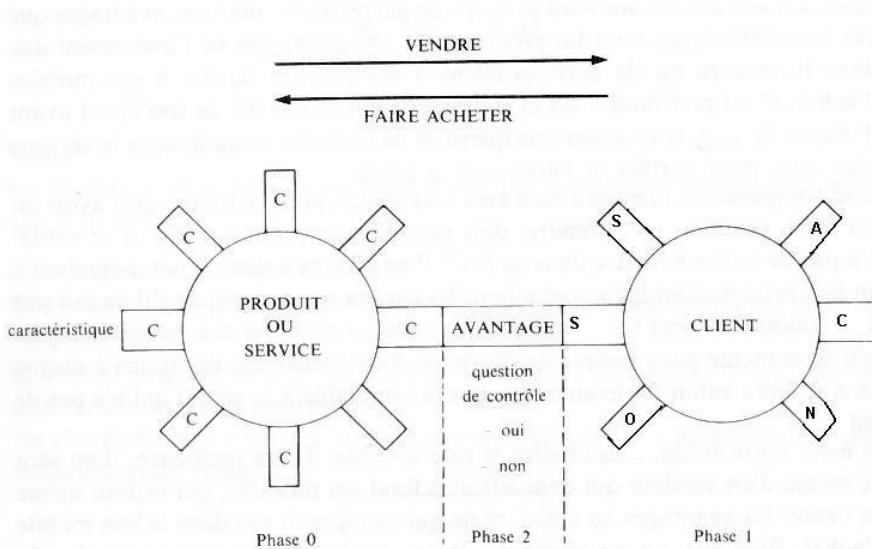 VENDRE
FAIRE ACHETER
C
C
C
S
A
caractéristique
C
PRODUIT
OU
SERVICE
C
AVANTAGE
S
CLIENT
C
question
de contrôle
_ oui
_ non
C
C
O
N
Phase 0
Phase 2
Phase 1